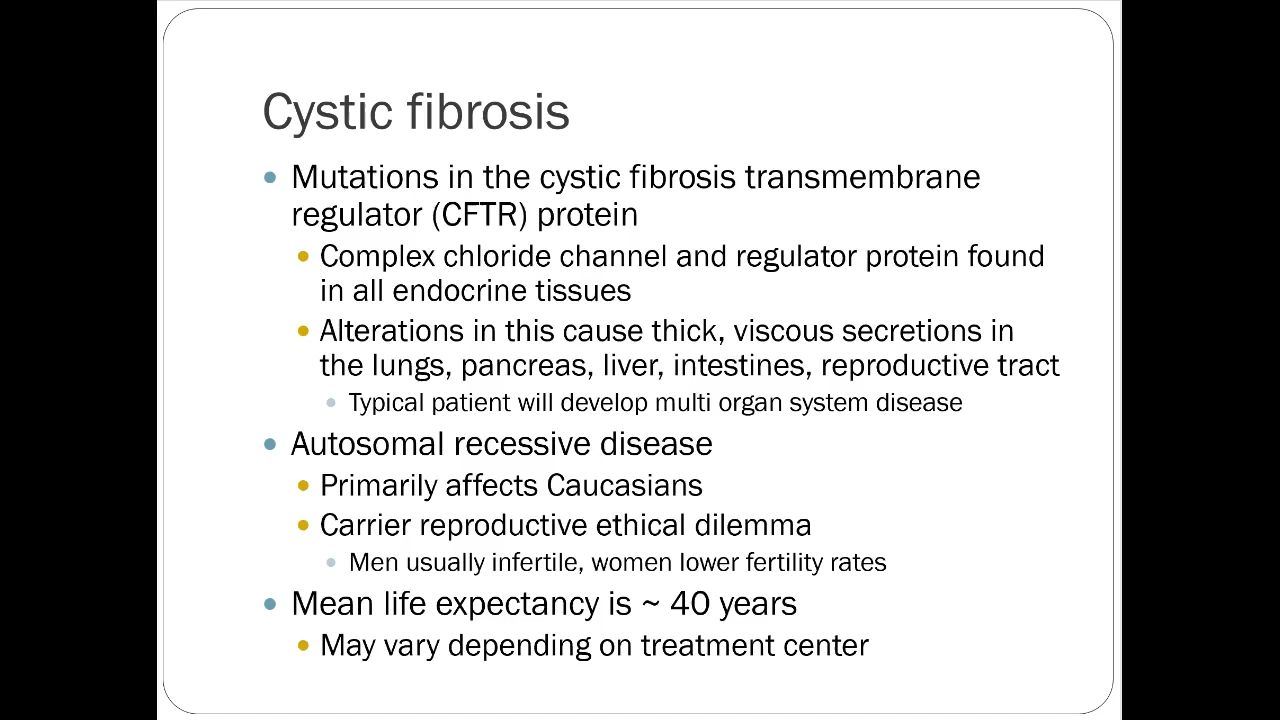 Cystic fibrosis
Mutations in the cystic fibrosis transmembrane
regulator (CFTR) protein
Complex chloride channel and regulator protein found
in all endocrine tissues
Alterations in this cause thick, viscous secretions in
the lungs, pancreas, liver, intestines, reproductive tract
Typical patient will develop multi organ system disease
Autosomal recessive disease
Primarily affects Caucasians
Carrier reproductive ethical dilemma
Men usually infertile, women lower fertility rates
Mean life expectancy is ~ 40 years
May vary depending on treatment center